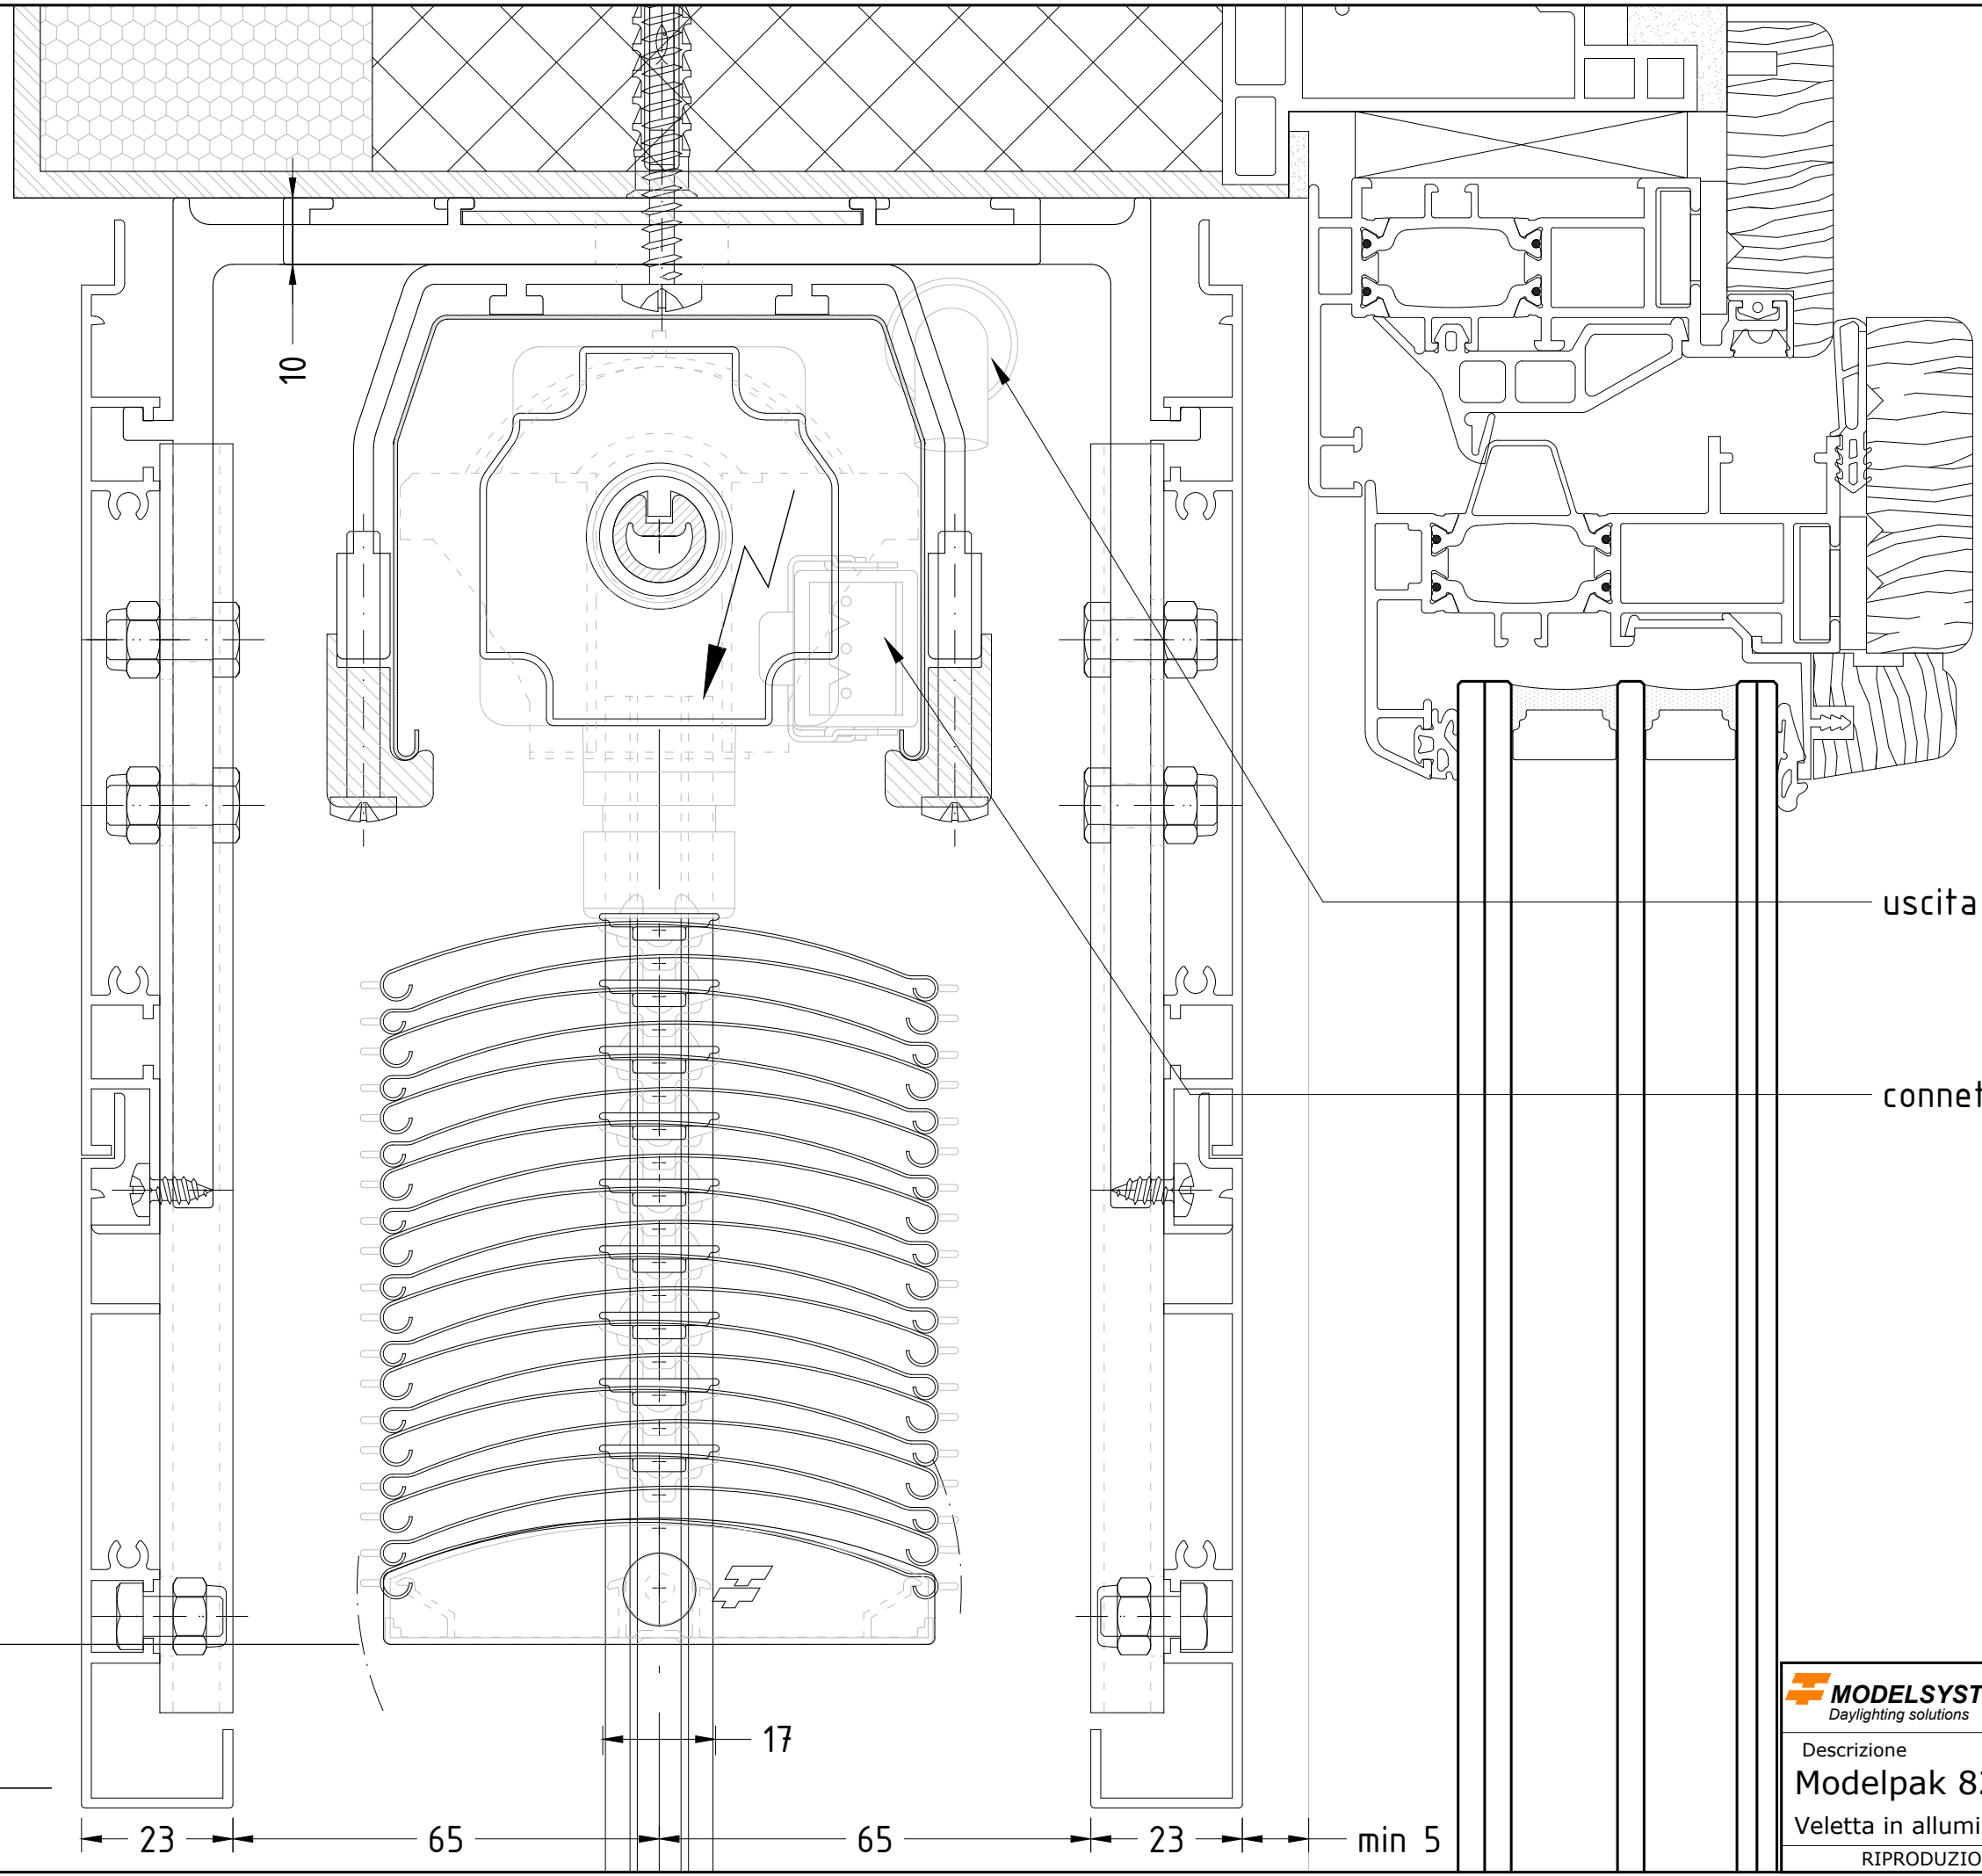 10
uscita
connet
17
23
65
65
23
min 5
MODELSYST
Daylighting solutions
Descrizione
Modelpak 82
Veletta in allumi
RIPRODUZIO